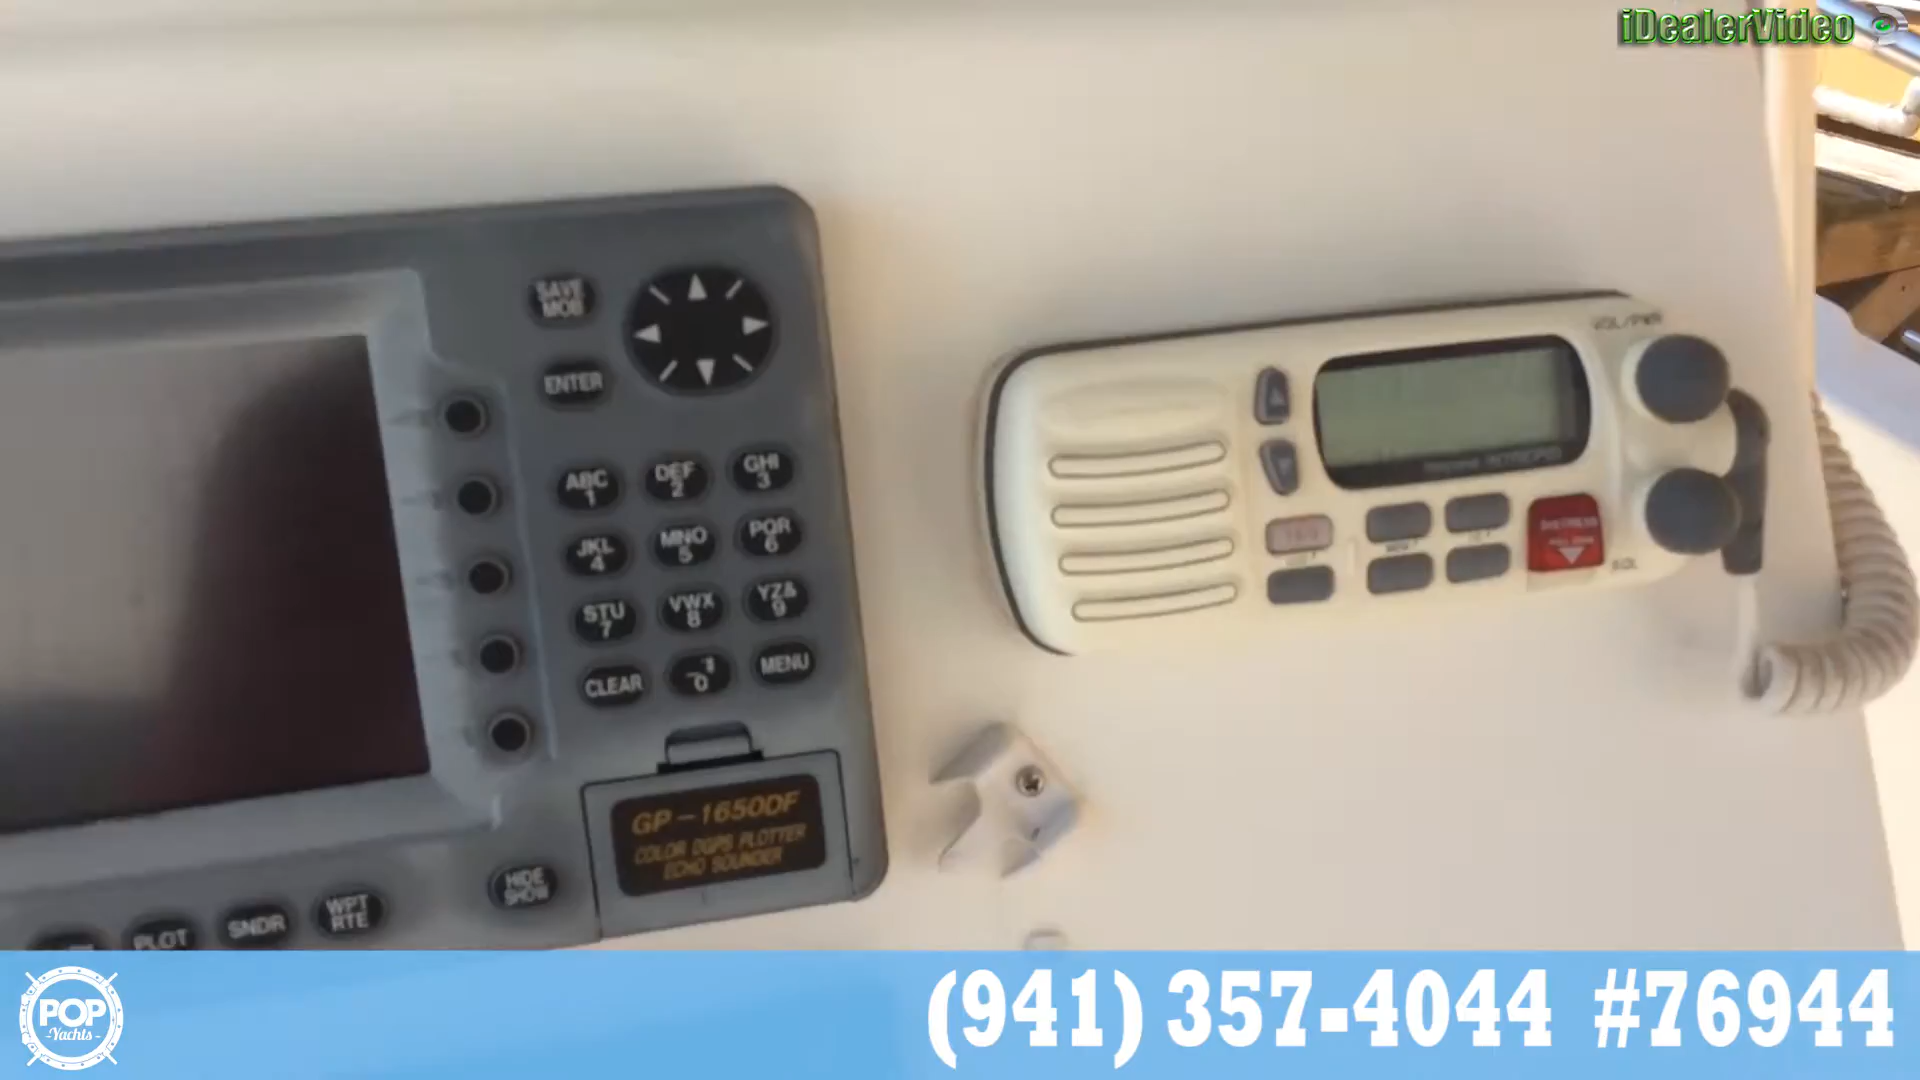 iDealerVideo
SAVE
MOB
ENTER
ABC
1
DEF
2
GHI
3
JKL
4
MNO
5
PQR
6
STU
7
VWX
8
YZ&
9
CLEAR
0
MENU
GP-1650DF
COLOR DGPS PLOTTER
ECHO SOUNDER
HIDE
SHOW
PLOT
SNDR
WPT
RTE
VOL/PWR
DISTRESS
SQL
POP
-Yachts-
(941) 357-4044 #76944